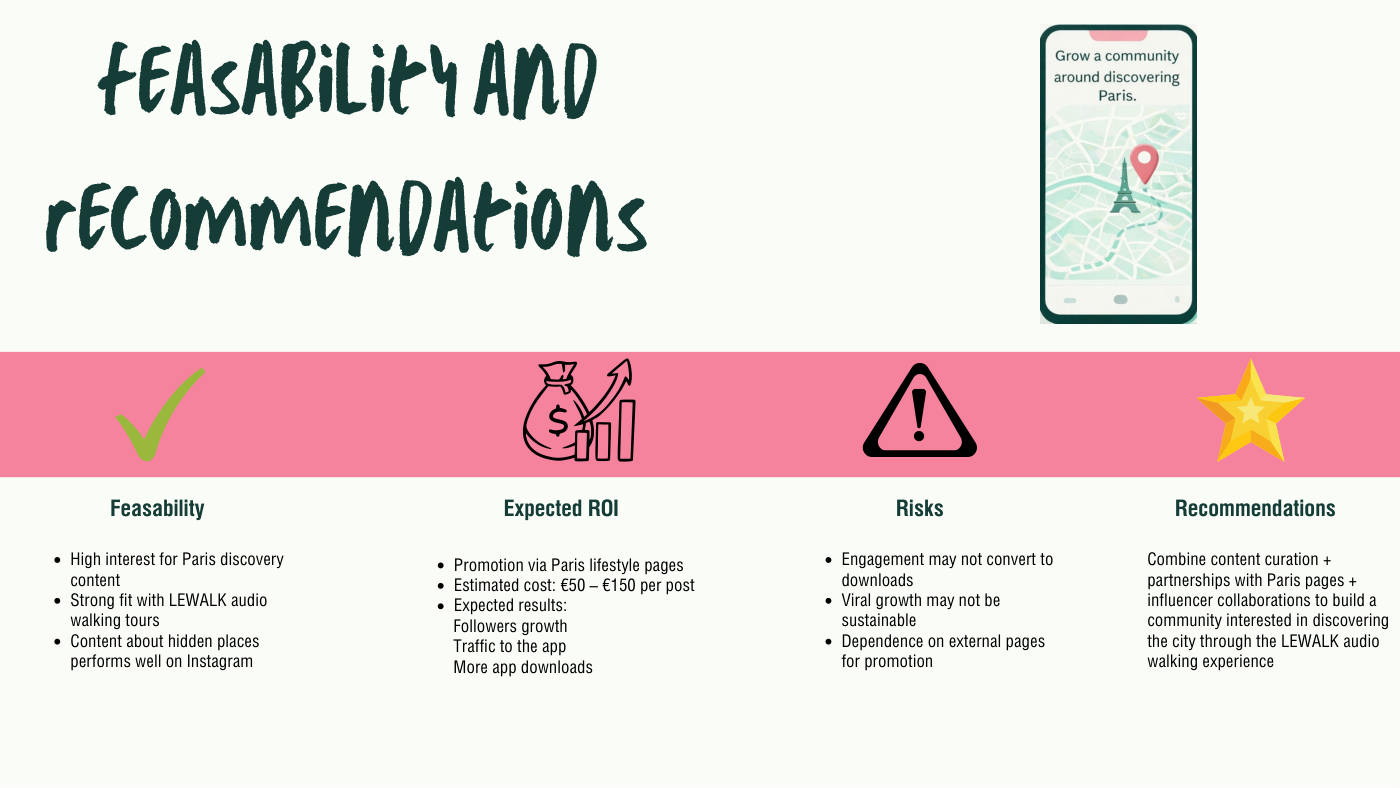 FEAsABiLity AND
rECommENDAtioNs
Grow a community
around discovering
Paris.
$
Feasability
High interest for Paris discovery
content
Strong fit with LEWALK audio
walking tours
Content about hidden places
performs well on Instagram
Expected ROI
Promotion via Paris lifestyle pages
Estimated cost: €50 – €150 per post
Expected results:
Followers growth
Traffic to the app
More app downloads
Risks
Engagement may not convert to
downloads
Viral growth may not be
sustainable
Dependence on external pages
for promotion
Recommendations
Combine content curation +
partnerships with Paris pages +
influencer collaborations to build a
community interested in discovering
the city through the LEWALK audio
walking experience